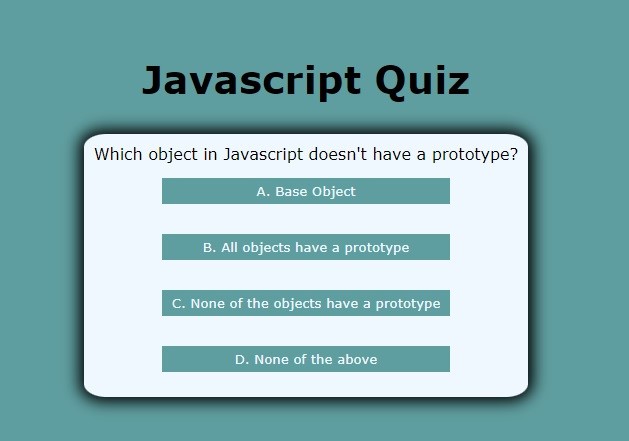 Javascript Quiz
Which object in Javascript doesn't have a prototype?
A. Base Object
B. All objects have a prototype
C. None of the objects have a prototype
D. None of the above